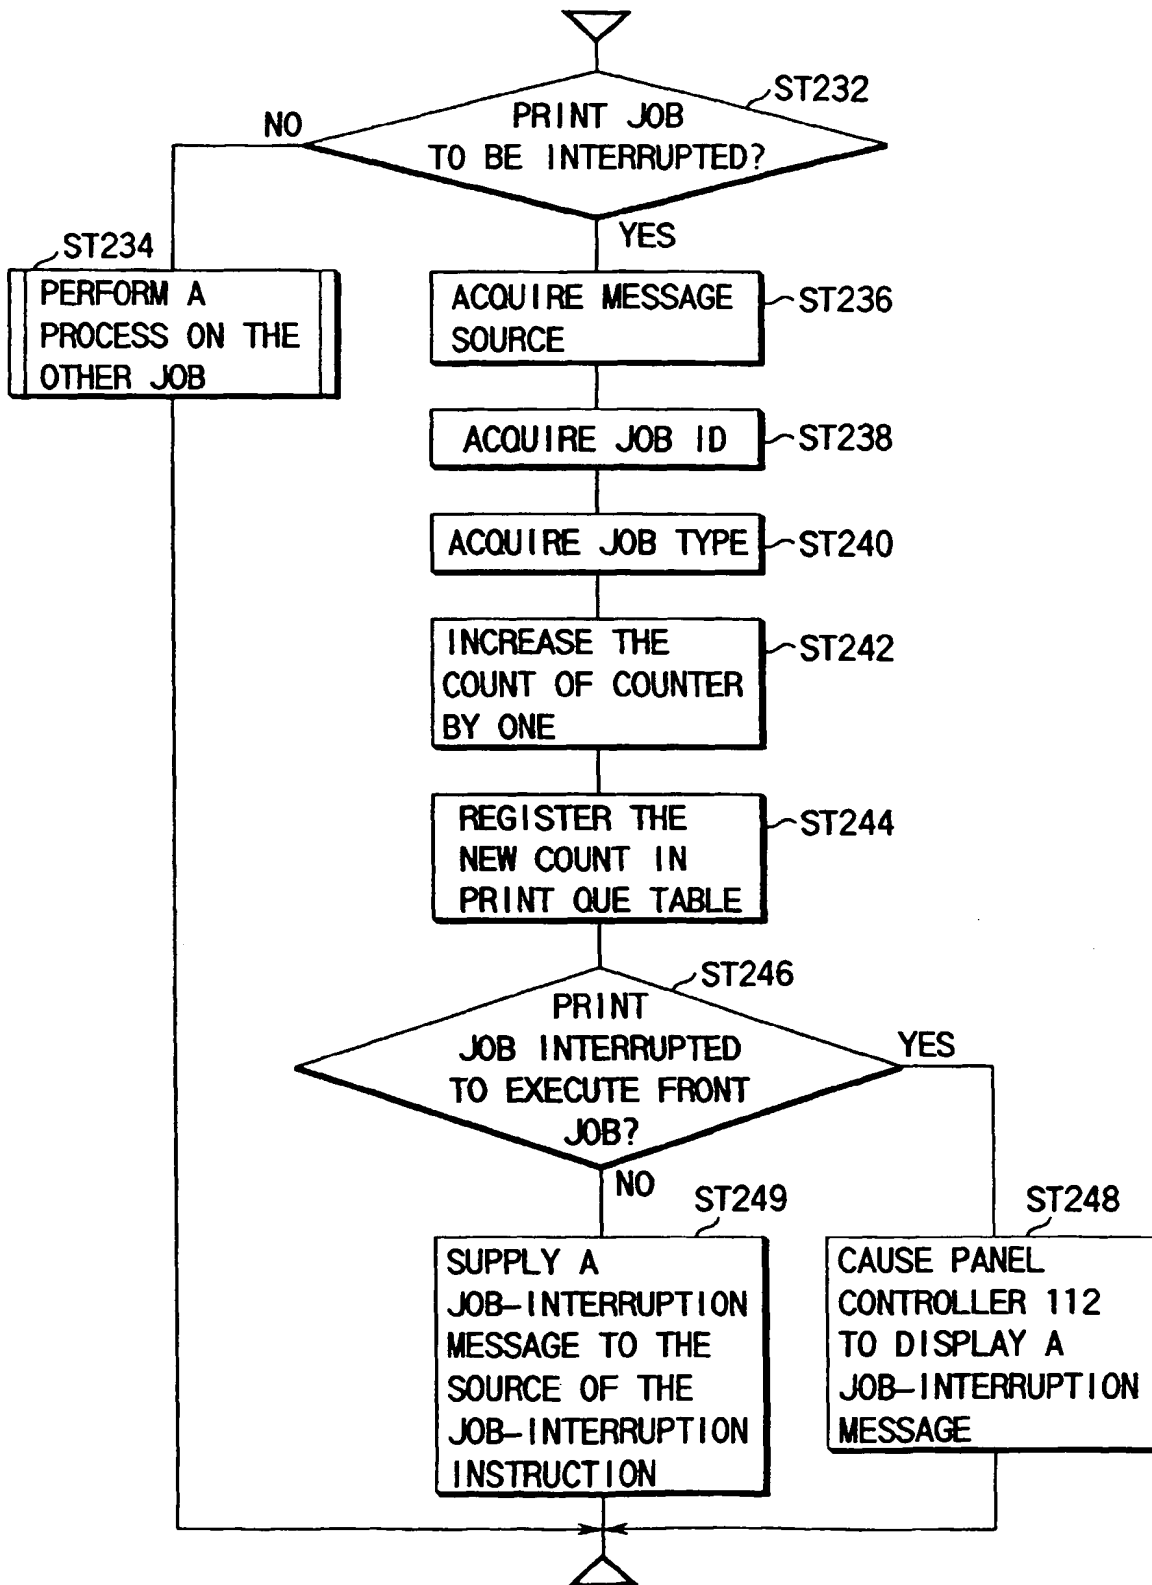 ST232
PRINT JOB
TO BE INTERRUPTED?
NO
YES
ST234
PERFORM A
PROCESS ON THE
OTHER JOB
ACQUIRE MESSAGE
SOURCE
ST236
ACQUIRE JOB ID
ST238
ACQUIRE JOB TYPE
ST240
INCREASE THE
COUNT OF COUNTER
BY ONE
ST242
REGISTER THE
NEW COUNT IN
PRINT QUE TABLE
ST244
ST246
PRINT
JOB INTERRUPTED
TO EXECUTE FRONT
JOB?
YES
NO
ST249
SUPPLY A
JOB-INTERRUPTION
MESSAGE TO THE
SOURCE OF THE
JOB-INTERRUPTION
INSTRUCTION
ST248
CAUSE PANEL
CONTROLLER 112
TO DISPLAY A
JOB-INTERRUPTION
MESSAGE